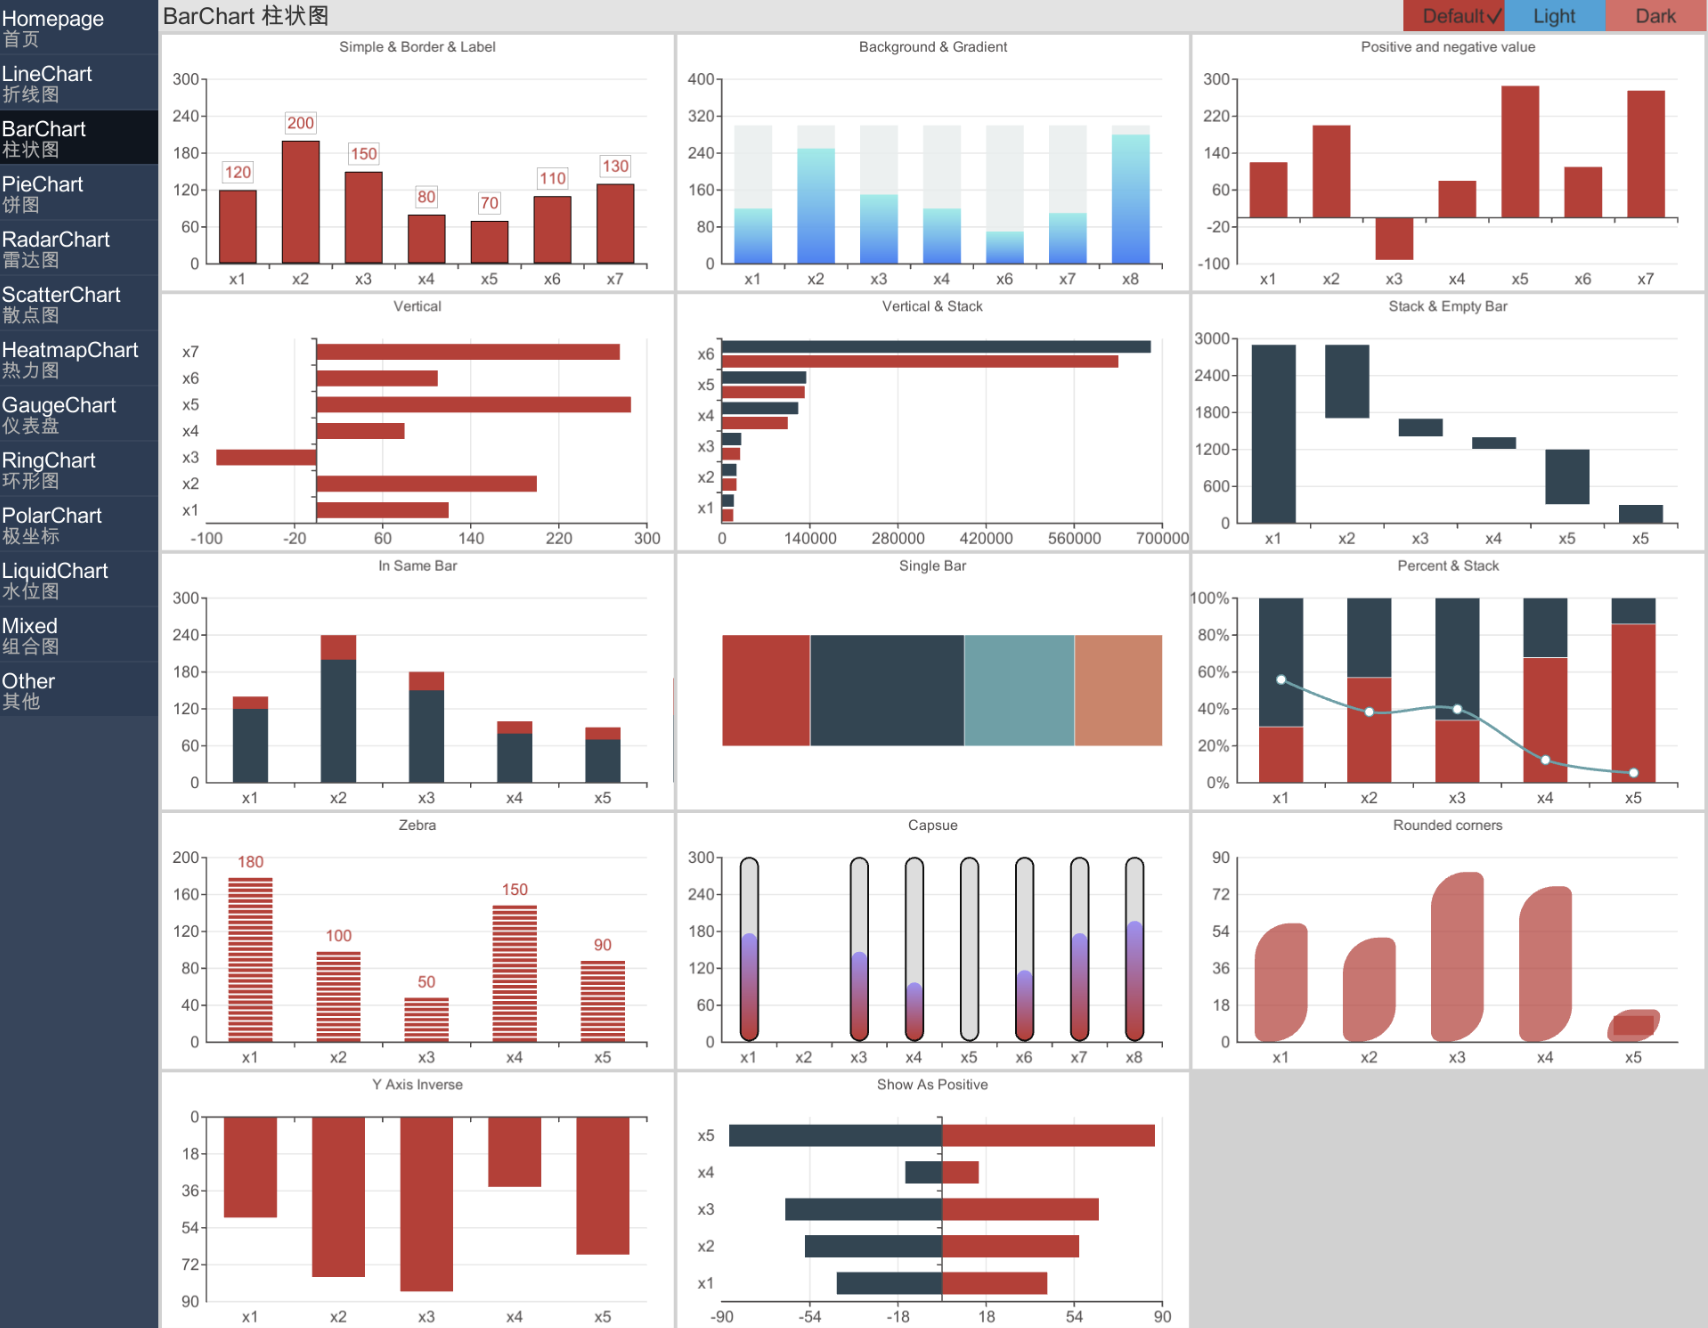 Homepage
首页
LineChart
折线图
BarChart
柱状图
PieChart
饼图
RadarChart
雷达图
ScatterChart
散点图
HeatmapChart
热力图
GaugeChart
仪表盘
RingChart
环形图
PolarChart
极坐标
LiquidChart
水位图
Mixed
组合图
Other
其他
BarChart 柱状图
Default✓ Light Dark
Simple & Border & Label
300
240
180
120
60
0
120 200 150 80 70 110 130
x1 x2 x3 x4 x5 x6 x7
Background & Gradient
400
320
240
160
80
0
x1 x2 x3 x4 x6 x7 x8
Positive and negative value
300
220
140
60
-20
-100
x1 x2 x3 x4 x5 x6 x7
Vertical
x7
x6
x5
x4
x3
x2
x1
-100 -20 60 140 220 300
Vertical & Stack
x6
x5
x4
x3
x2
x1
0 140000 280000 420000 560000 700000
Stack & Empty Bar
3000
2400
1800
1200
600
0
x1 x2 x3 x4 x5 x5
In Same Bar
300
240
180
120
60
0
x1 x2 x3 x4 x5
Single Bar
Percent & Stack
100%
80%
60%
40%
20%
0%
x1 x2 x3 x4 x5
Zebra
200
160
120
80
40
0
180 100 50 150 90
x1 x2 x3 x4 x5
Capsue
300
240
180
120
60
0
x1 x2 x3 x4 x5 x6 x7 x8
Rounded corners
90
72
54
36
18
0
x1 x2 x3 x4 x5
Y Axis Inverse
0
18
36
54
72
90
x1 x2 x3 x4 x5
Show As Positive
x5
x4
x3
x2
x1
-90 -54 -18 18 54 90